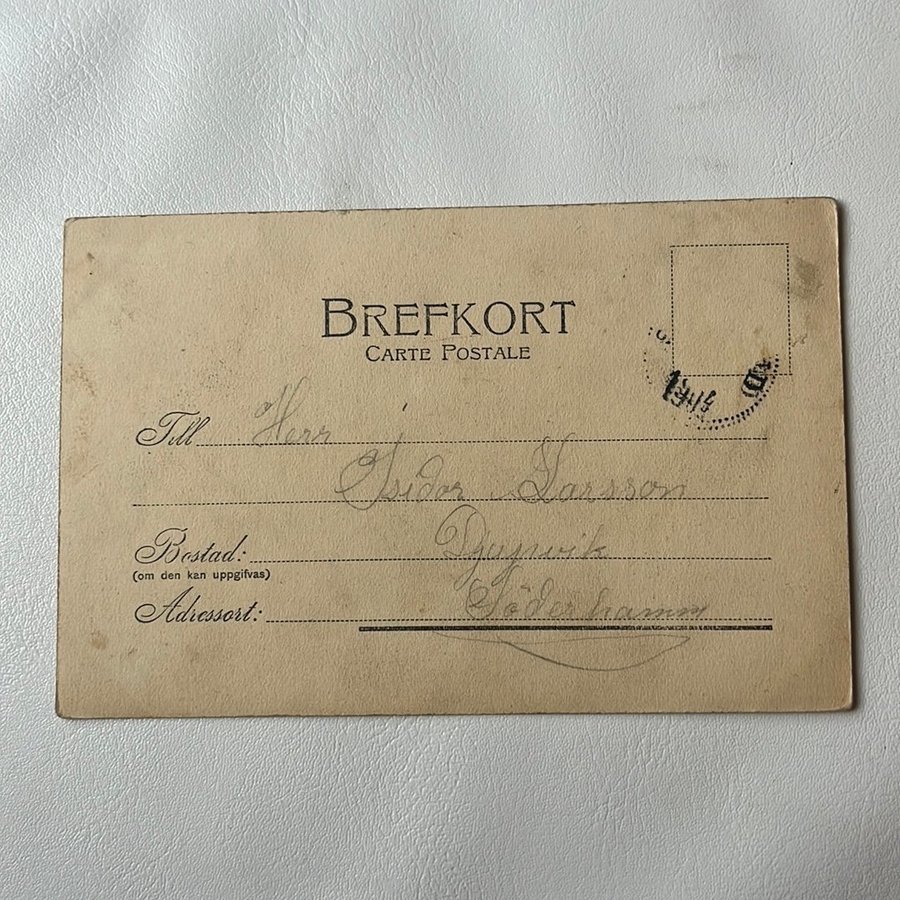 BREFKORT
CARTE POSTALE
Till Herr
Isidor Larsson
Bostad:
(om den kan uppgifvas)
Adressort: Söderhamn